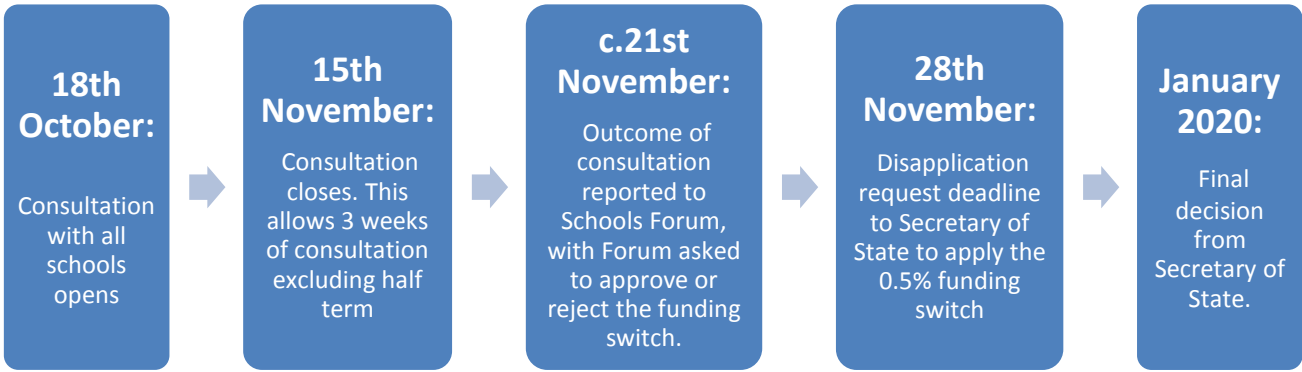 18th
October:
Consultation
with all
schools
opens
15th
November:
Consultation
closes. This
allows 3 weeks
of consultation
excluding half
term
c.21st
November:
Outcome of
consultation
reported to
Schools Forum,
with Forum asked
to approve or
reject the funding
switch.
28th
November:
Disapplication
request deadline
to Secretary of
State to apply the
0.5% funding
switch
January
2020:
Final
decision
from
Secretary of
State.